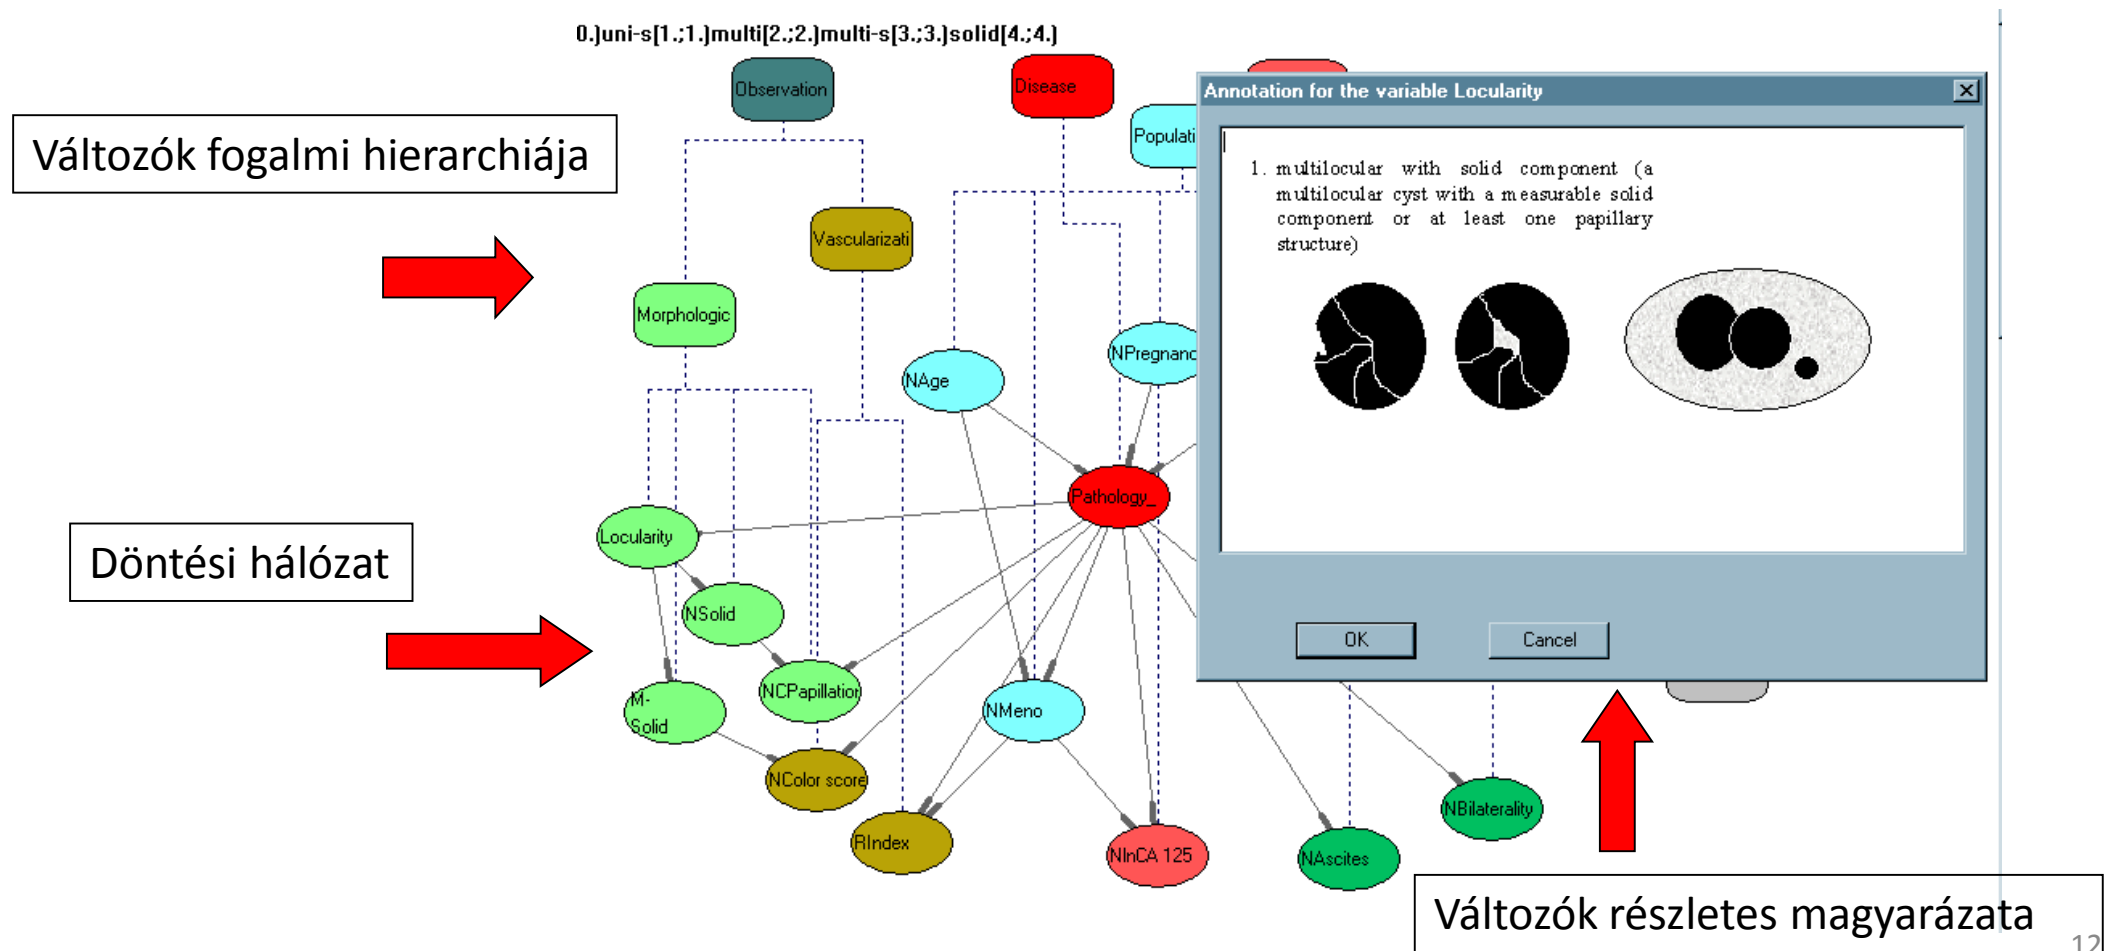 0.)uni-s[1.;1.)multi[2.;2.)multi-s[3.;3.)solid[4.;4.)
Observation
Disease
Populati
Annotation for the variable Locularity
Változók fogalmi hierarchiája
1. multilocular with solid component (a
multilocular cyst with a measurable solid
component or at least one papillary
structure)
Vascularizati
Morphologic
NAge
NPregnanc
Pathology_
Locularity
Döntési hálózat
NSolid
OK
Cancel
NCPapillation
M-
Solid
NMeno
NColor score
NBilaterality
RIndex
NlnCA 125
NAscites
Változók részletes magyarázata
12